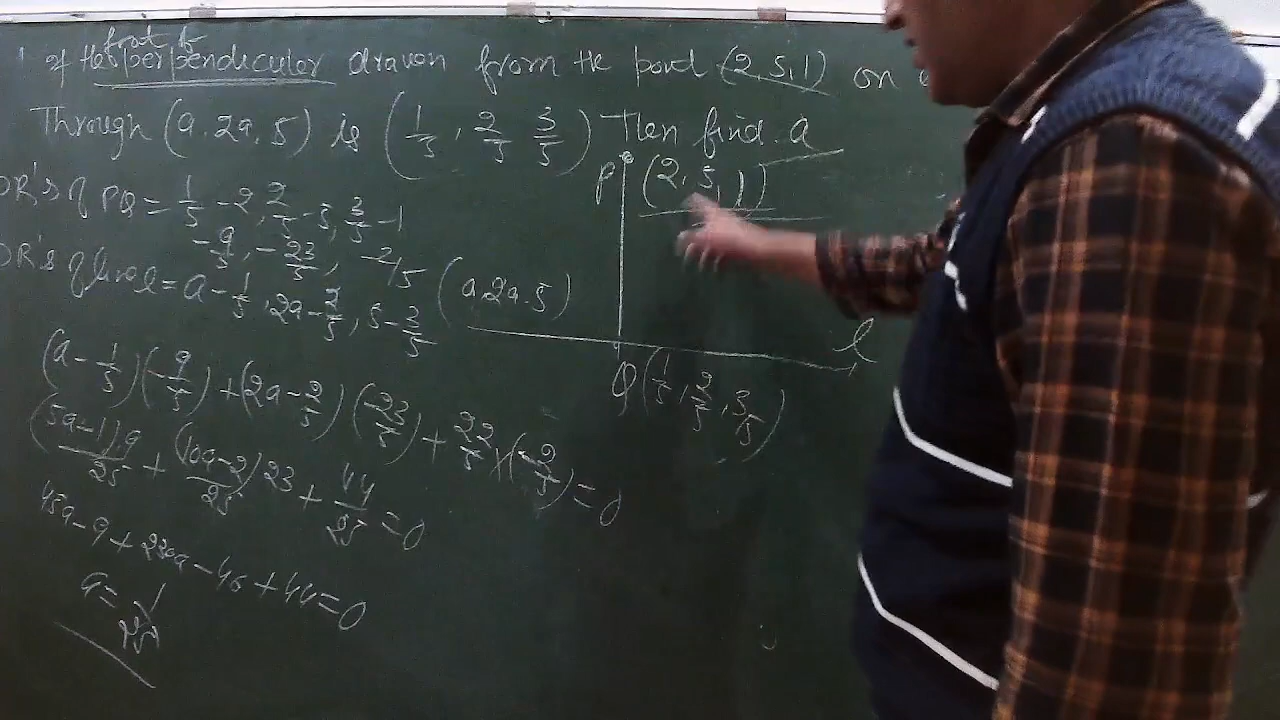 foot of
If the perpendicular drawn from the point (2, 5, 1) on
Through (a, 2a, 5) is (1/5, 2/5 3/5) Then find a
P (2, 5, 1)
DR's of PQ = 1/5 - 2, 2/5 - 5, 3/5 - 1
-9/5, -23/5, -2/5
DR's of line l = a - 1/5, 2a - 2/5, 5 - 3/5
(a, 2a, 5)
l
Q (1/5, 2/5, 3/5)
(a - 1/5)(-9/5) + (2a - 2/5)(-23/5) + 22/5 x (-2/5) = 0
(5a - 1) 9/25 + (10a - 2) 23/25 + 44/25 = 0
45a - 9 + 230a - 46 + 44 = 0
a =